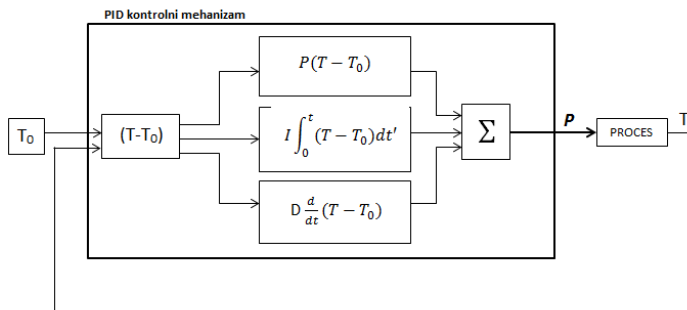 PID kontrolni mehanizam
P(T − T₀)
T₀
(T-T₀)
I∫₀ᵗ(T − T₀)dt′
Σ
P
PROCES
T
D d/dt (T − T₀)